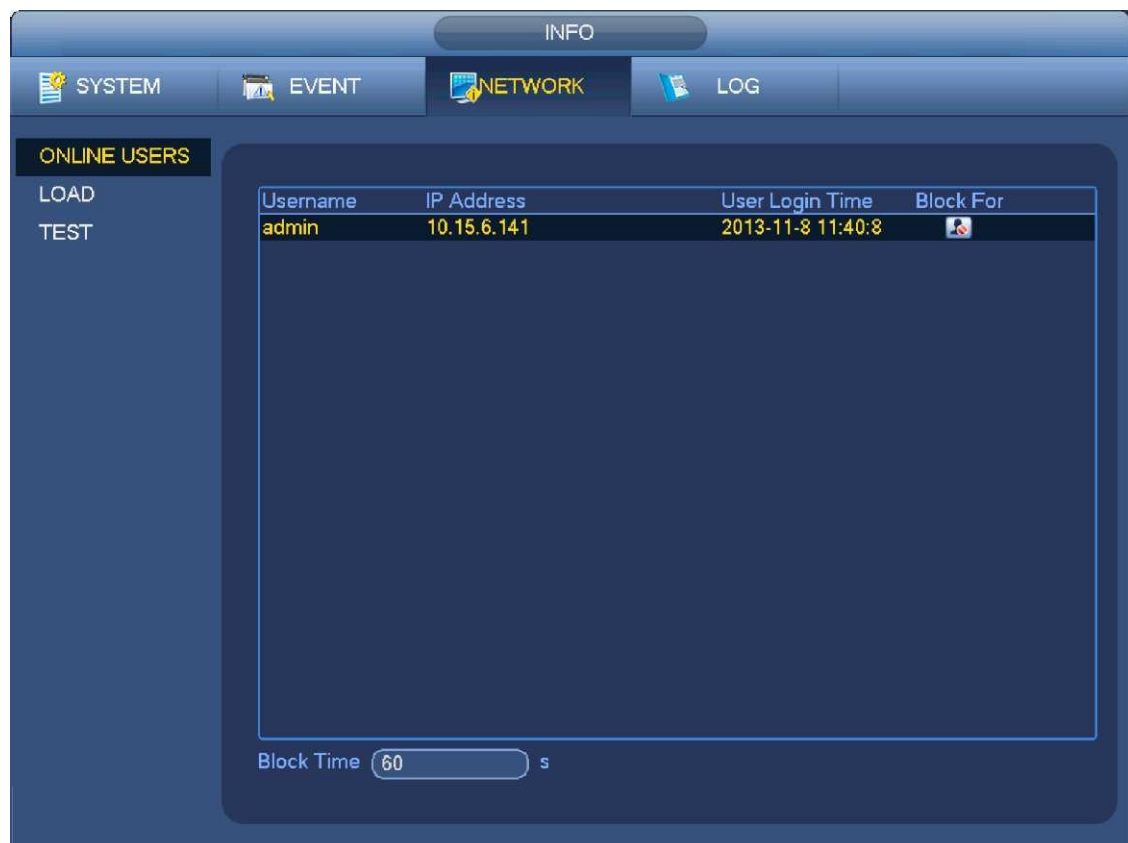 INFO
SYSTEM EVENT NETWORK LOG
ONLINE USERS
LOAD
TEST
Username IP Address User Login Time Block For
admin 10.15.6.141 2013-11-8 11:40:8
Block Time 60 s